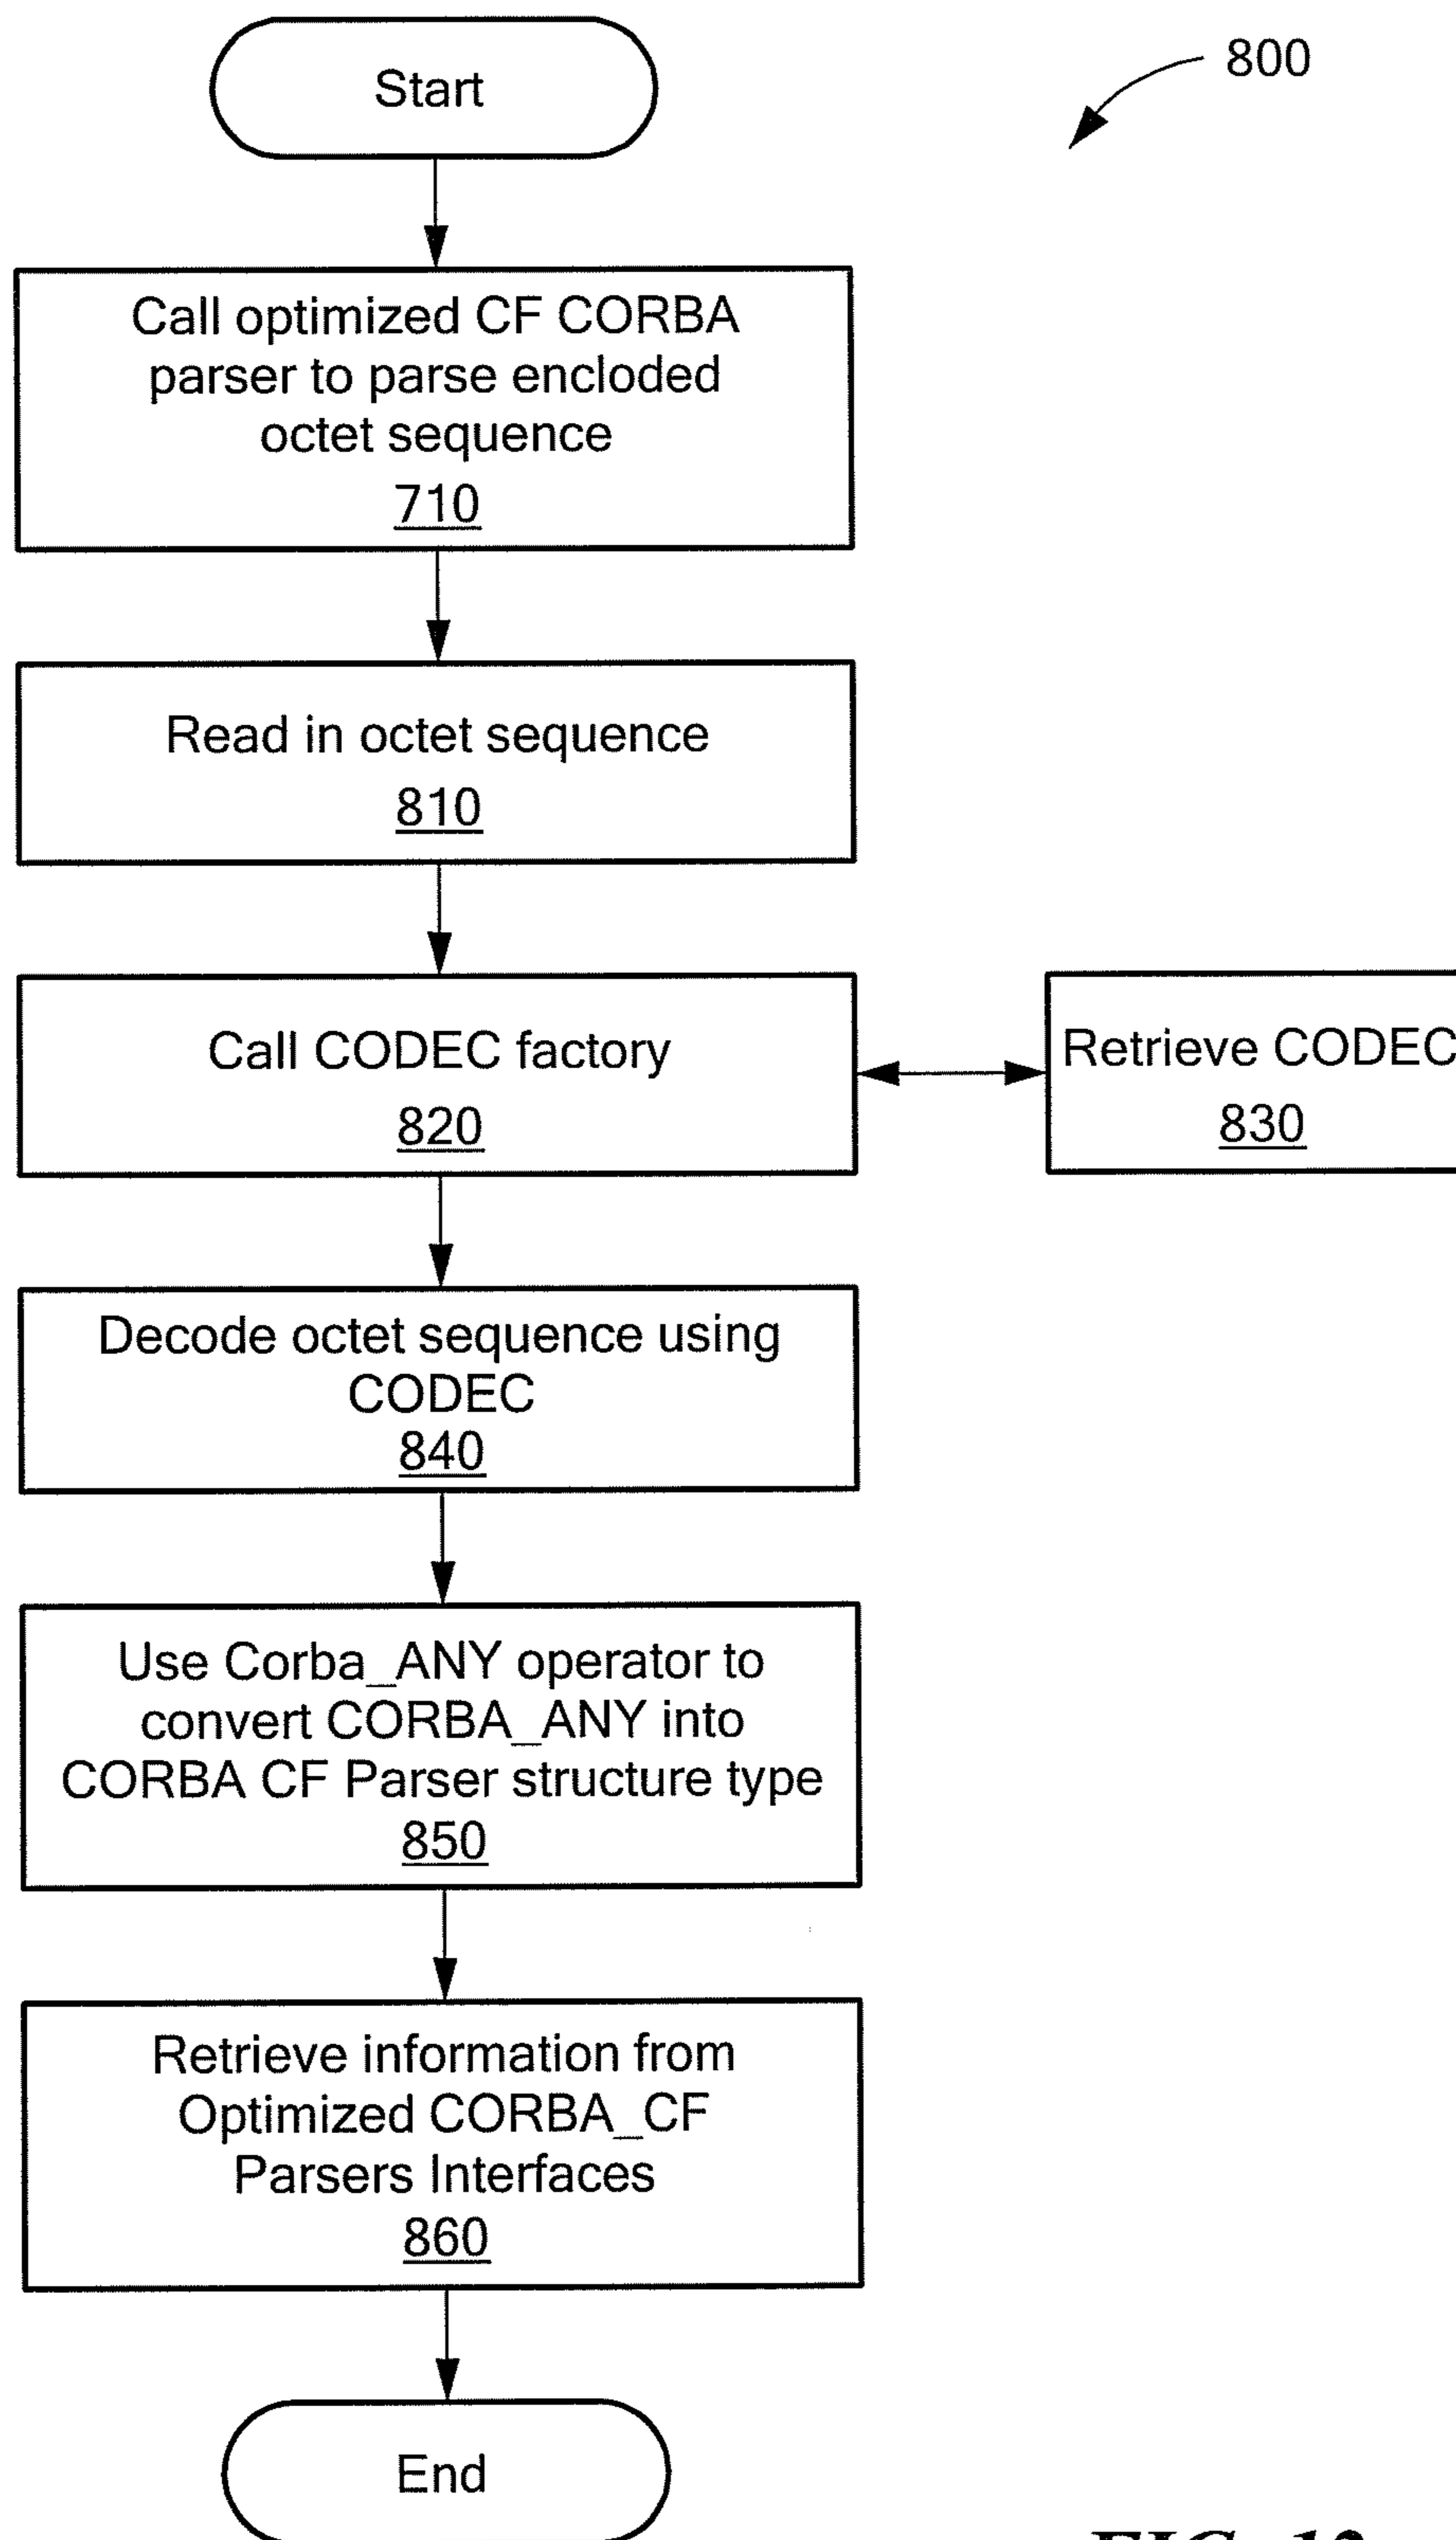 Start
800
Call optimized CF CORBA
parser to parse encloded
octet sequence
710
Read in octet sequence
810
Call CODEC factory
820
Retrieve CODEC
830
Decode octet sequence using
CODEC
840
Use Corba_ANY operator to
convert CORBA_ANY into
CORBA CF Parser structure type
850
Retrieve information from
Optimized CORBA_CF
Parsers Interfaces
860
End